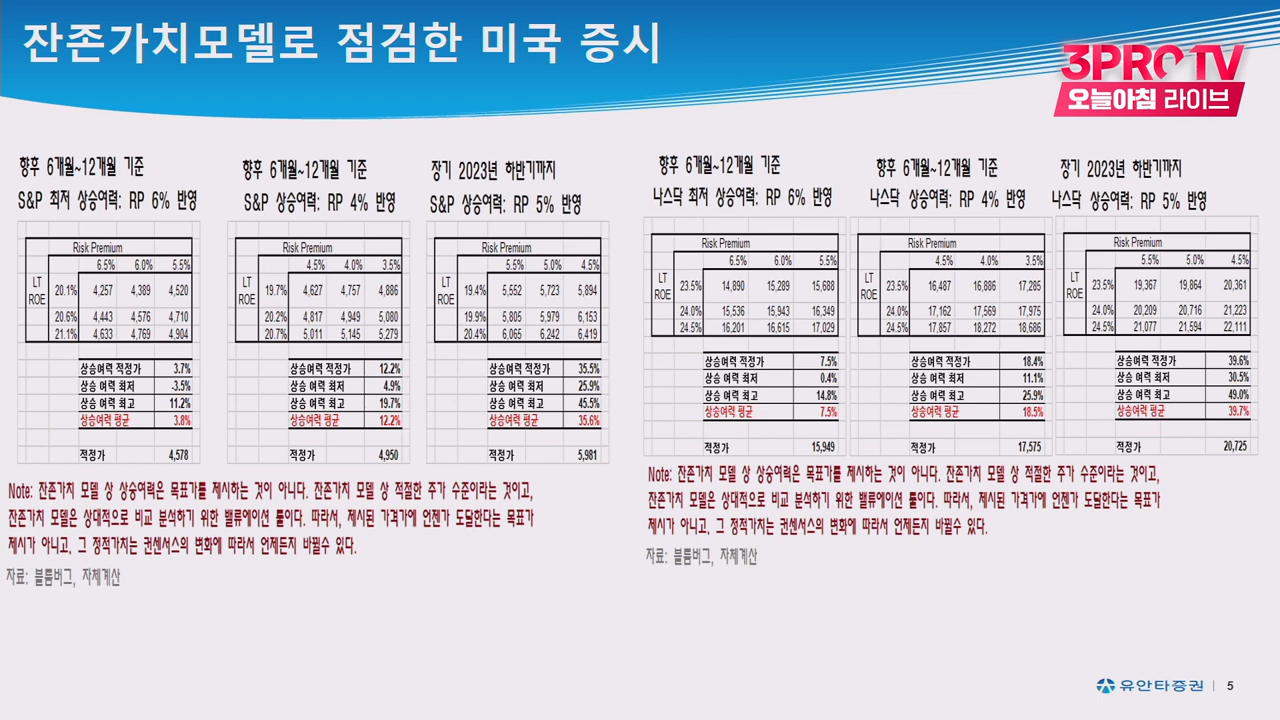 잔존가치모델로 점검한 미국 증시
3PROTV
오늘아침 라이브
향후 6개월~12개월 기준
S&P 최저 상승여력: RP 6% 반영
Risk Premium
6.5% 6.0% 5.5%
LT ROE
20.1% 4,257 4,389 4,520
20.6% 4,443 4,576 4,710
21.1% 4,633 4,769 4,904
상승여력 적정가 3.7%
상승 여력 최저 -3.5%
상승 여력 최고 11.2%
상승여력 평균 3.8%
적정가 4,578
향후 6개월~12개월 기준
S&P 상승여력: RP 4% 반영
Risk Premium
4.5% 4.0% 3.5%
LT ROE
19.7% 4,627 4,757 4,886
20.2% 4,817 4,949 5,080
20.7% 5,011 5,145 5,279
상승여력 적정가 12.2%
상승 여력 최저 4.9%
상승 여력 최고 19.7%
상승여력 평균 12.2%
적정가 4,950
장기 2023년 하반기까지
S&P 상승여력: RP 5% 반영
Risk Premium
5.5% 5.0% 4.5%
LT ROE
19.4% 5,552 5,723 5,894
19.9% 5,805 5,979 6,153
20.4% 6,065 6,242 6,419
상승여력 적정가 35.5%
상승 여력 최저 25.9%
상승 여력 최고 45.5%
상승여력 평균 35.6%
적정가 5,981
Note: 잔존가치 모델 상 상승여력은 목표가를 제시하는 것이 아니다. 잔존가치 모델 상 적절한 주가 수준이라는 것이고,
잔존가치 모델은 상대적으로 비교 분석하기 위한 밸류에이션 툴이다. 따라서, 제시된 가격가에 언젠가 도달한다는 목표가
제시가 아니고, 그 정적가치는 컨센서스의 변화에 따라서 언제든지 바뀔수 있다.
자료: 블룸버그, 자체계산
향후 6개월~12개월 기준
나스닥 최저 상승여력: RP 6% 반영
Risk Premium
6.5% 6.0% 5.5%
LT ROE
23.5% 14,890 15,289 15,688
24.0% 15,536 15,943 16,349
24.5% 16,201 16,615 17,029
상승여력 적정가 7.5%
상승 여력 최저 0.4%
상승 여력 최고 14.8%
상승여력 평균 7.5%
적정가 15,949
향후 6개월~12개월 기준
나스닥 상승여력: RP 4% 반영
Risk Premium
4.5% 4.0% 3.5%
LT ROE
23.5% 16,487 16,886 17,285
24.0% 17,162 17,569 17,975
24.5% 17,857 18,272 18,686
상승여력 적정가 18.4%
상승 여력 최저 11.1%
상승 여력 최고 25.9%
상승여력 평균 18.5%
적정가 17,575
장기 2023년 하반기까지
나스닥 상승여력: RP 5% 반영
Risk Premium
5.5% 5.0% 4.5%
LT ROE
23.5% 19,367 19,864 20,361
24.0% 20,209 20,716 21,223
24.5% 21,077 21,594 22,111
상승여력 적정가 39.6%
상승 여력 최저 30.5%
상승 여력 최고 49.0%
상승여력 평균 39.7%
적정가 20,725
Note: 잔존가치 모델 상 상승여력은 목표가를 제시하는 것이 아니다. 잔존가치 모델 상 적절한 주가 수준이라는 것이고,
잔존가치 모델은 상대적으로 비교 분석하기 위한 밸류에이션 툴이다. 따라서, 제시된 가격가에 언젠가 도달한다는 목표가
제시가 아니고, 그 정적가치는 컨센서스의 변화에 따라서 언제든지 바뀔수 있다.
자료: 블룸버그, 자체계산
유안타증권 5